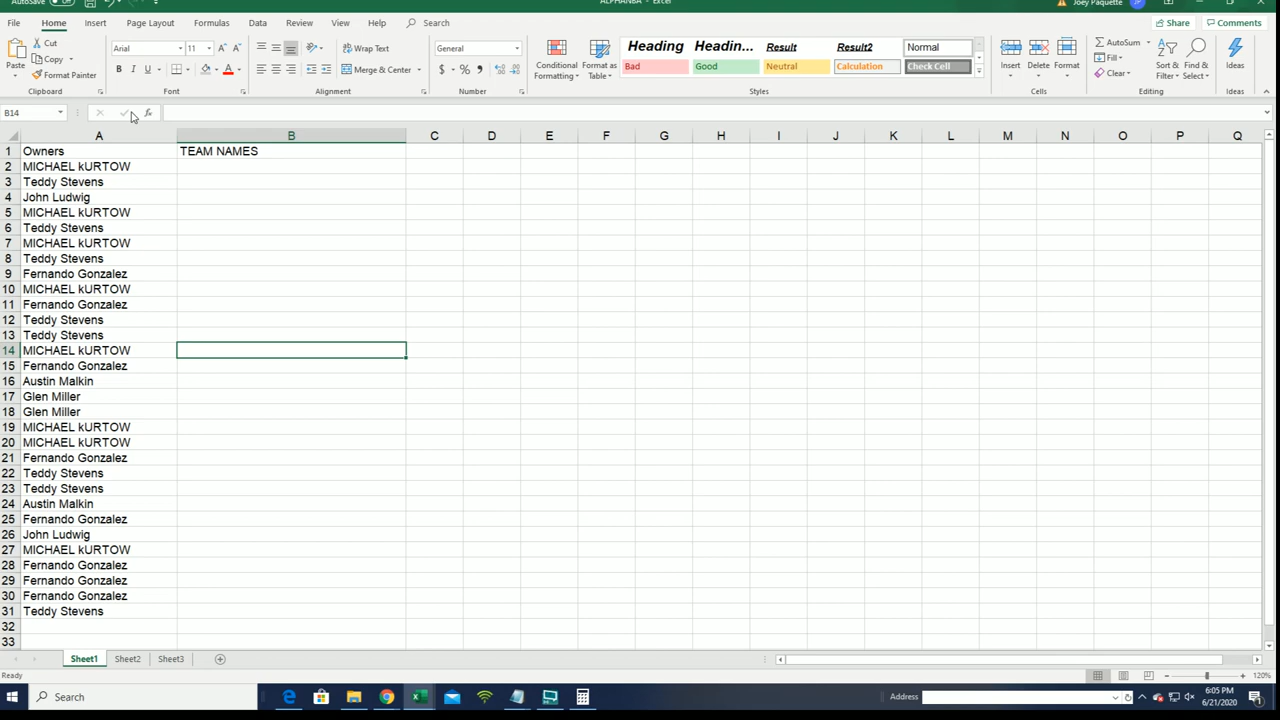 AutoSave Off ALPHANBA - Excel Joey Paquette JP
File Home Insert Page Layout Formulas Data Review View Help Search Share Comments
Paste Cut Copy Format Painter Clipboard
Arial 11 A A B I U A Font
Wrap Text Merge & Center Alignment
General $ % , Number
Conditional Formatting Format as Table
Heading Headin... Result Result2 Normal
Bad Good Neutral Calculation Check Cell
Styles
Insert Delete Format Cells
AutoSum Fill Clear Sort & Filter Find & Select Editing
Ideas Ideas
B14 fx
A B C D E F G H I J K L M N O P Q
1 Owners TEAM NAMES
2 MICHAEL kURTOW
3 Teddy Stevens
4 John Ludwig
5 MICHAEL kURTOW
6 Teddy Stevens
7 MICHAEL kURTOW
8 Teddy Stevens
9 Fernando Gonzalez
10 MICHAEL kURTOW
11 Fernando Gonzalez
12 Teddy Stevens
13 Teddy Stevens
14 MICHAEL kURTOW
15 Fernando Gonzalez
16 Austin Malkin
17 Glen Miller
18 Glen Miller
19 MICHAEL kURTOW
20 MICHAEL kURTOW
21 Fernando Gonzalez
22 Teddy Stevens
23 Teddy Stevens
24 Austin Malkin
25 Fernando Gonzalez
26 John Ludwig
27 MICHAEL kURTOW
28 Fernando Gonzalez
29 Fernando Gonzalez
30 Fernando Gonzalez
31 Teddy Stevens
32
33
Sheet1 Sheet2 Sheet3
Ready 120%
Search Address 6:05 PM
6/21/2020